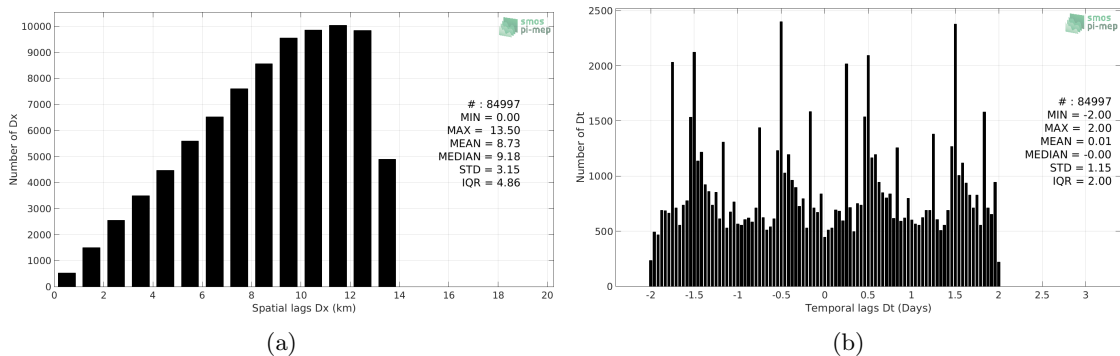 smos
pi-mep
10000
9000
8000
7000
6000
5000
4000
3000
2000
1000
0
Number of Dx
# : 84997
MIN = 0.00
MAX = 13.50
MEAN = 8.73
MEDIAN = 9.18
STD = 3.15
IQR = 4.86
0 2 4 6 8 10 12 14 16 18 20
Spatial lags Dx (km)
(a)
smos
pi-mep
2500
2000
1500
1000
500
0
Number of Dt
# : 84997
MIN = -2.00
MAX = 2.00
MEAN = 0.01
MEDIAN = -0.00
STD = 1.15
IQR = 2.00
-2 -1.5 -1 -0.5 0 0.5 1 1.5 2 2.5 3
Temporal lags Dt (Days)
(b)